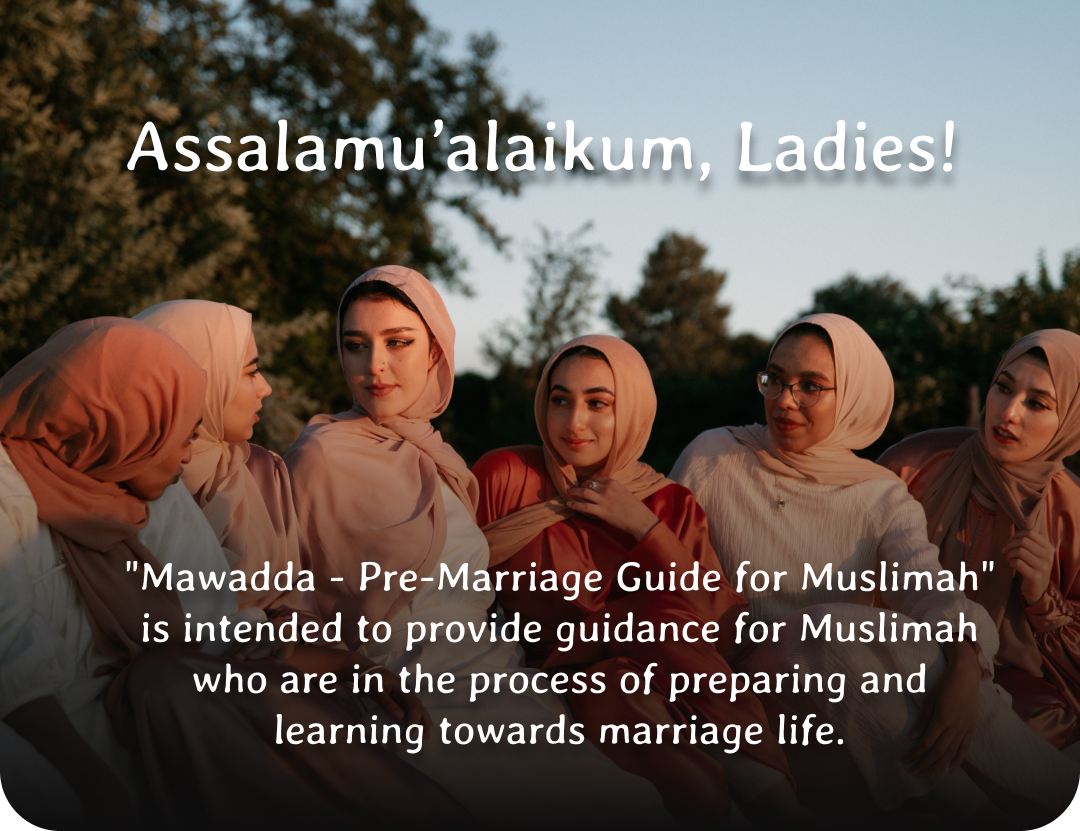 Assalamu’alaikum, Ladies!
"Mawadda - Pre-Marriage Guide for Muslimah"
is intended to provide guidance for Muslimah
who are in the process of preparing and
learning towards marriage life.